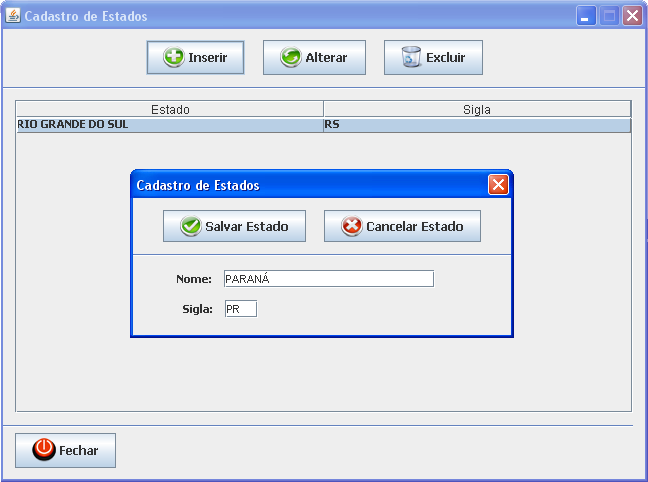 Cadastro de Estados
Inserir Alterar Excluir
Estado Sigla
RIO GRANDE DO SUL RS
Cadastro de Estados
Salvar Estado Cancelar Estado
Nome: PARANÁ
Sigla: PR
Fechar